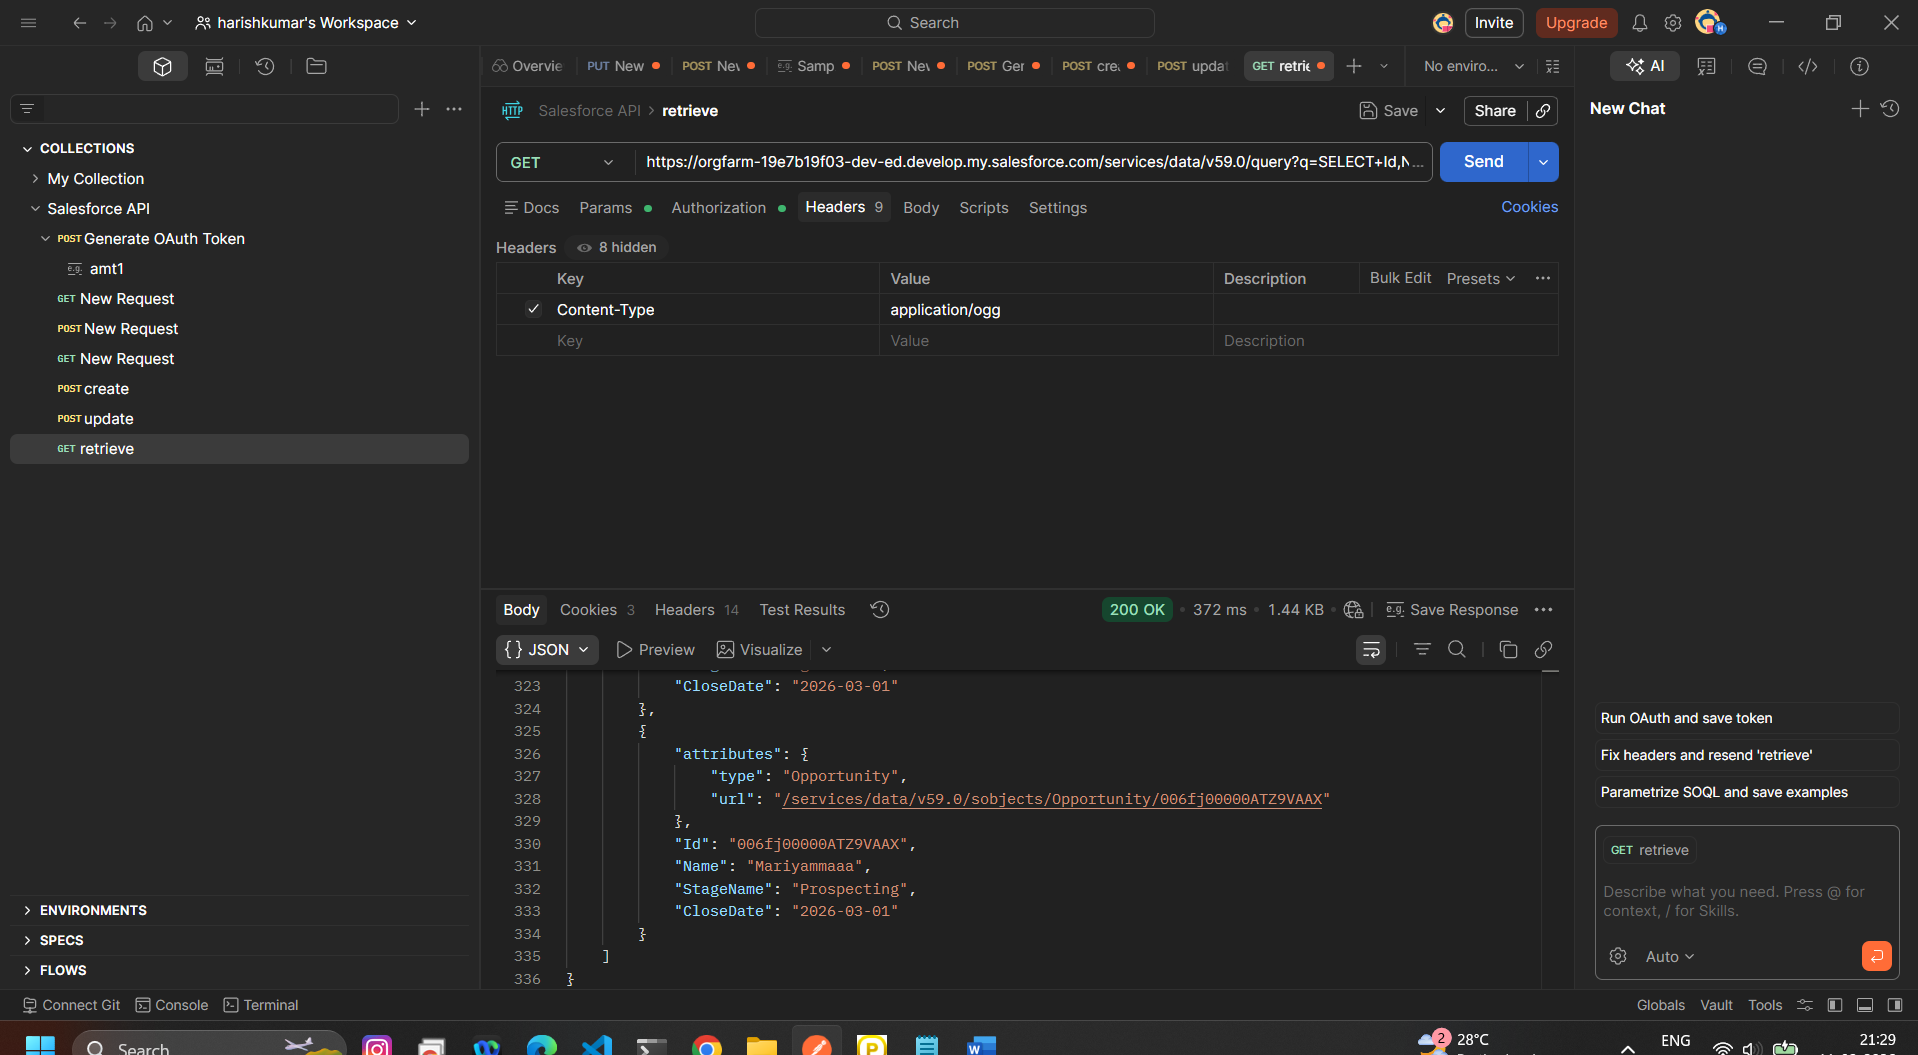 harishkumar's Workspace
Search
Invite
Upgrade
H
Overvie
PUT New
POST Nev
e.g. Samp
POST Nev
POST Ger
POST cre
POST upda
GET retrie
No enviro...
AI
HTTP
Salesforce API > retrieve
Save
Share
New Chat
COLLECTIONS
My Collection
Salesforce API
POST Generate OAuth Token
e.g. amt1
GET New Request
POST New Request
GET New Request
POST create
POST update
GET retrieve
GET
https://orgfarm-19e7b19f03-dev-ed.develop.my.salesforce.com/services/data/v59.0/query?q=SELECT+Id,N...
Send
Docs
Params
Authorization
Headers 9
Body
Scripts
Settings
Cookies
Headers
8 hidden
Key
Value
Description
Bulk Edit
Presets
Content-Type
application/ogg
Key
Value
Description
Body
Cookies 3
Headers 14
Test Results
200 OK
372 ms
1.44 KB
e.g. Save Response
{} JSON
Preview
Visualize
323 "CloseDate": "2026-03-01"
324 },
325 {
326 "attributes": {
327 "type": "Opportunity",
328 "url": "/services/data/v59.0/sobjects/Opportunity/006fj00000ATZ9VAAX"
329 },
330 "Id": "006fj00000ATZ9VAAX",
331 "Name": "Mariyammaaa",
332 "StageName": "Prospecting",
333 "CloseDate": "2026-03-01"
334 }
335 ]
336 }
Run OAuth and save token
Fix headers and resend 'retrieve'
Parametrize SOQL and save examples
GET retrieve
Describe what you need. Press @ for
context, / for Skills.
Auto
ENVIRONMENTS
SPECS
FLOWS
Connect Git
Console
Terminal
Globals
Vault
Tools
Search
2
28°C
ENG
21:29